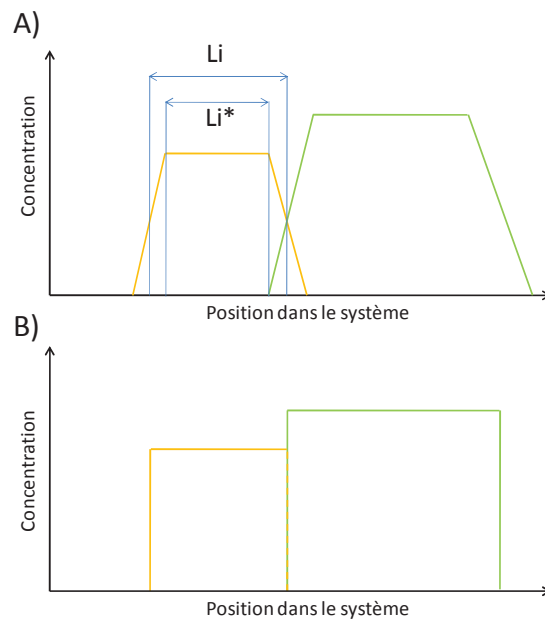 A)
Li
Li*
Concentration
Position dans le système
B)
Concentration
Position dans le système